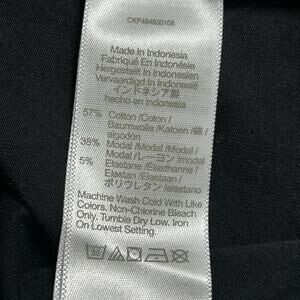 CKP484830108
Made In Indonesia
Fabriqué En Indonésie
Hergestellt In Indonesien
Vervaardigd In Indonesië
インドネシア製
hecho en indonesia
57% Cotton /Coton /
Baumwolle /Katoen /綿 /
algodón
38% Modal /Modal /Modal /
Modal /レーヨン /modal
5% Elastane /Élasthanne /
Elastan /Elastaan /
ポリウレタン /elastano
Machine Wash Cold With Like
Colors. Non-Chlorine Bleach
Only. Tumble Dry Low. Iron
On Lowest Setting.
30